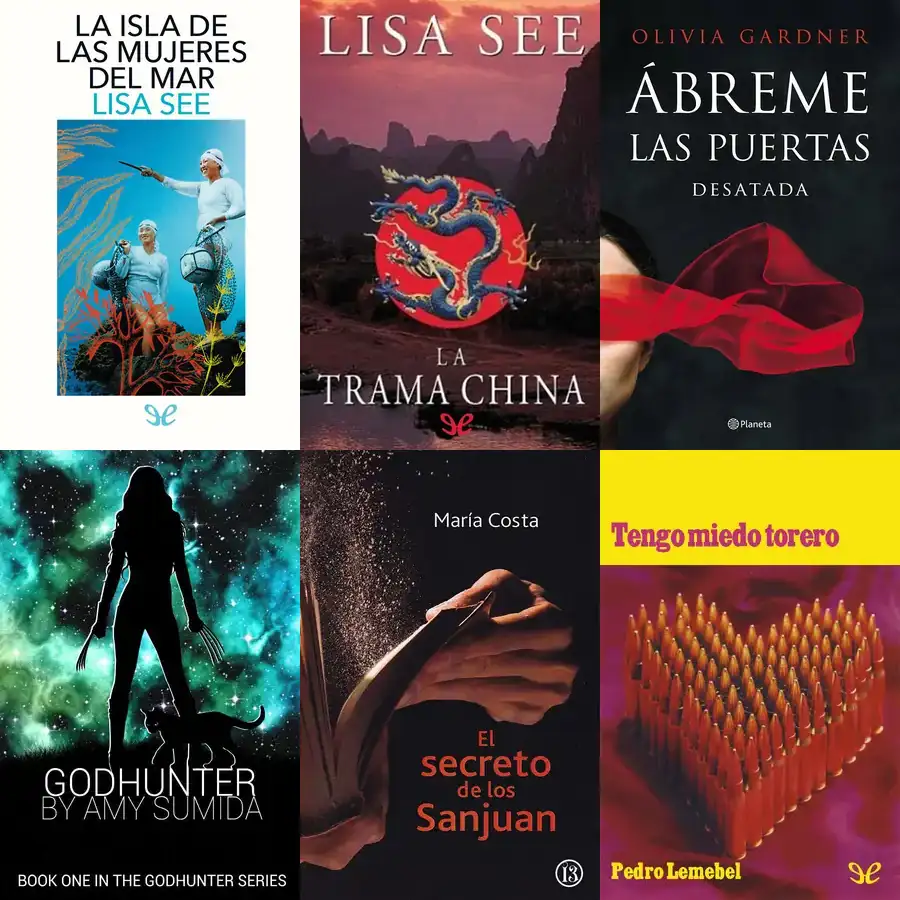 LA ISLA DE
LAS MUJERES
DEL MAR
LISA SEE
LISA SEE
LA
TRAMA CHINA
OLIVIA GARDNER
ÁBREME
LAS PUERTAS
DESATADA
Planeta
GODHUNTER
BY AMY SUMIDA
BOOK ONE IN THE GODHUNTER SERIES
María Costa
El
secreto
de los
Sanjuan
13
Tengo miedo torero
Pedro Lemebel